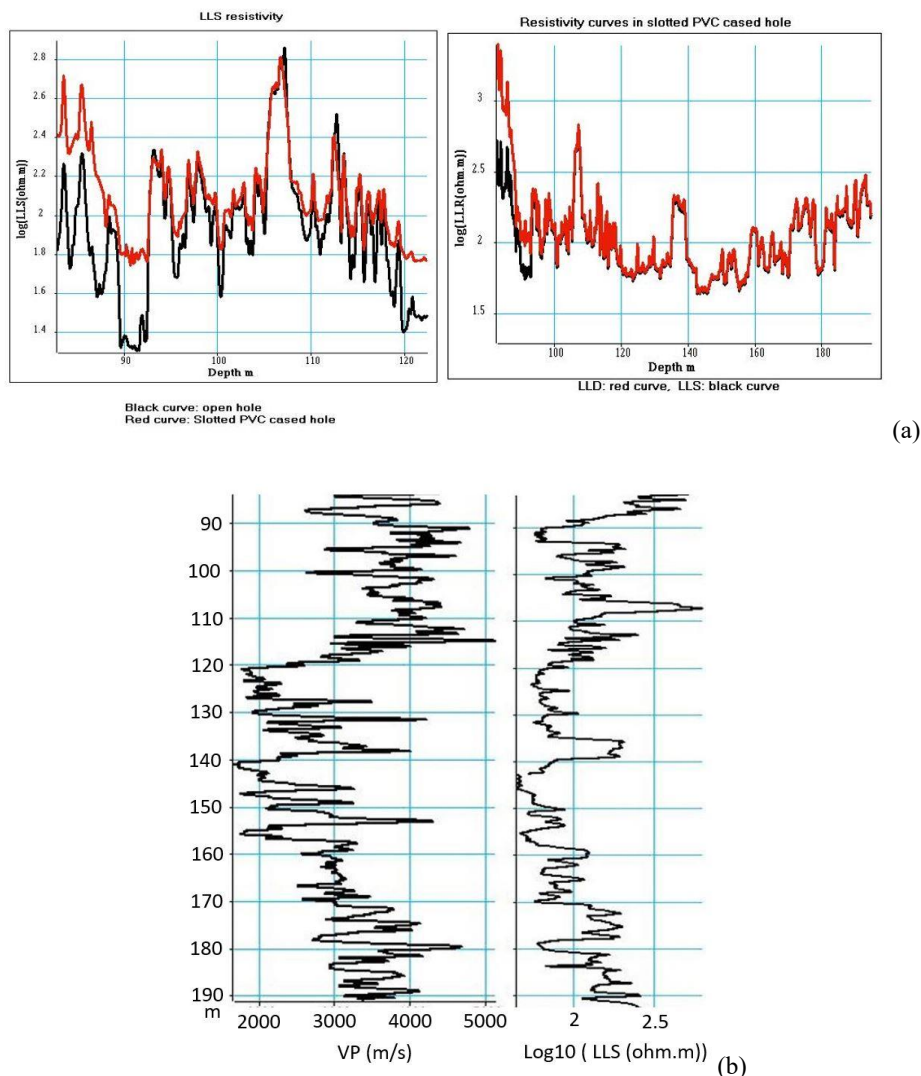 LLS resistivity
log(LLS(ohm.m)
2.8
2.6
2.4
2.2
2
1.8
1.6
1.4
90
100
110
120
Depth m
Black curve: open hole
Red curve: Slotted PVC cased hole
Resistivity curves in slotted PVC cased hole
log(LLR(ohm.m)
3
2.5
2
1.5
100
120
140
160
180
Depth m
LLD: red curve, LLS: black curve
(a)
90
100
110
120
130
140
150
160
170
180
190
m
2000 3000 4000 5000
VP (m/s)
2 2.5
Log10 ( LLS (ohm.m))
(b)